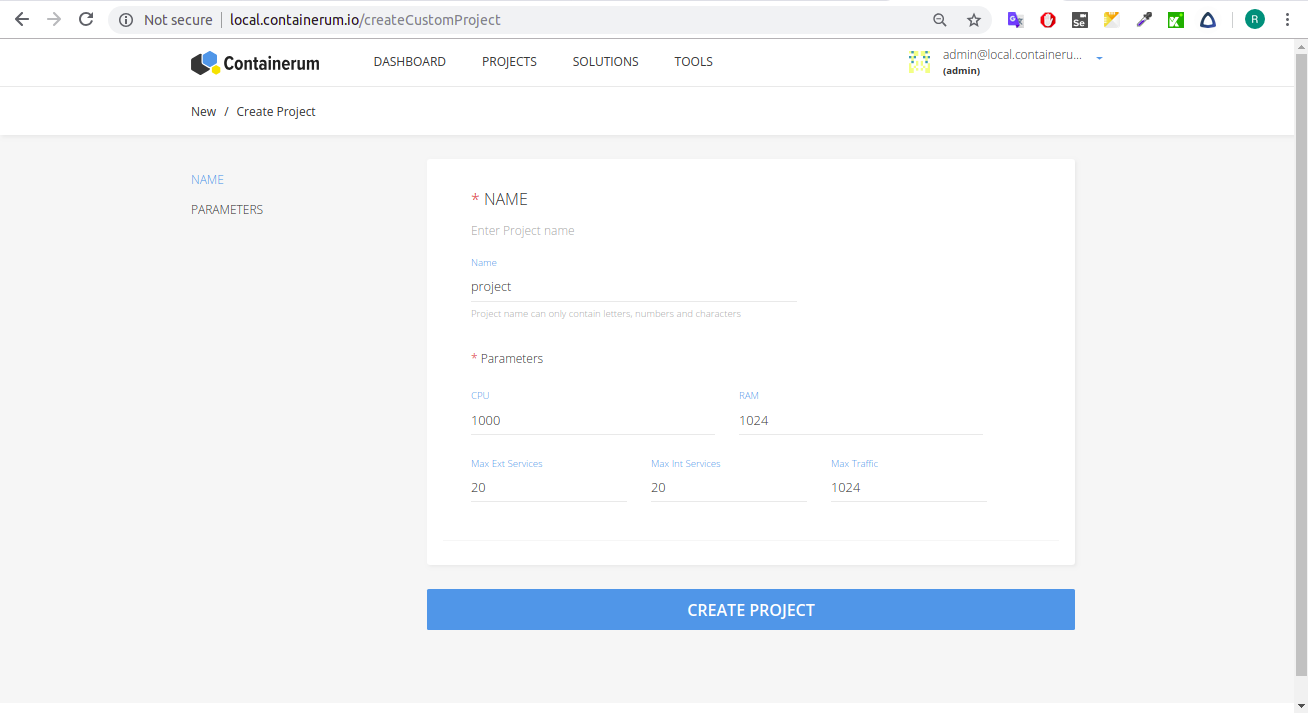 Not secure local.containerum.io/createCustomProject
R
Containerum DASHBOARD PROJECTS SOLUTIONS TOOLS admin@local.containeru...
(admin)
New / Create Project
NAME
PARAMETERS
* NAME
Enter Project name
Name
project
Project name can only contain letters, numbers and characters
* Parameters
CPU RAM
1000 1024
Max Ext Services Max Int Services Max Traffic
20 20 1024
CREATE PROJECT